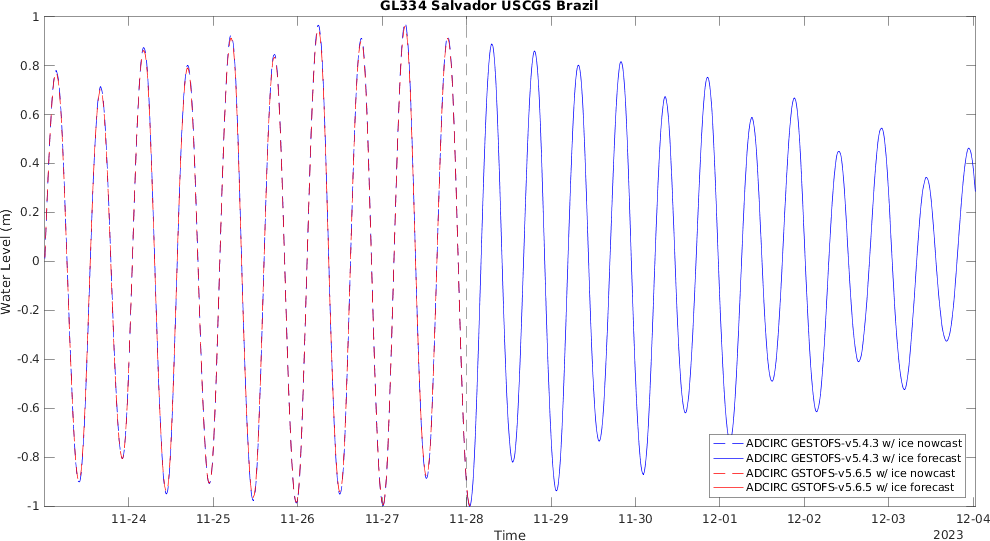 GL334 Salvador USCGS Brazil
Water Level (m)
1
0.8
0.6
0.4
0.2
0
-0.2
-0.4
-0.6
-0.8
-1
ADCIRC GESTOFS-v5.4.3 w/ ice nowcast
ADCIRC GESTOFS-v5.4.3 w/ ice forecast
ADCIRC GSTOFS-v5.6.5 w/ ice nowcast
ADCIRC GSTOFS-v5.6.5 w/ ice forecast
11-24 11-25 11-26 11-27 11-28 11-29 11-30 12-01 12-02 12-03 12-04
Time
2023